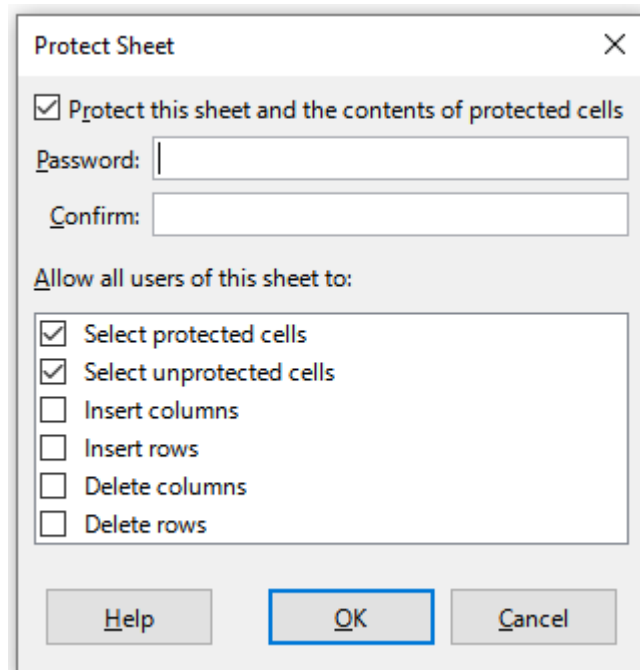 Protect Sheet
Protect this sheet and the contents of protected cells
Password:
Confirm:
Allow all users of this sheet to:
Select protected cells
Select unprotected cells
Insert columns
Insert rows
Delete columns
Delete rows
Help OK Cancel